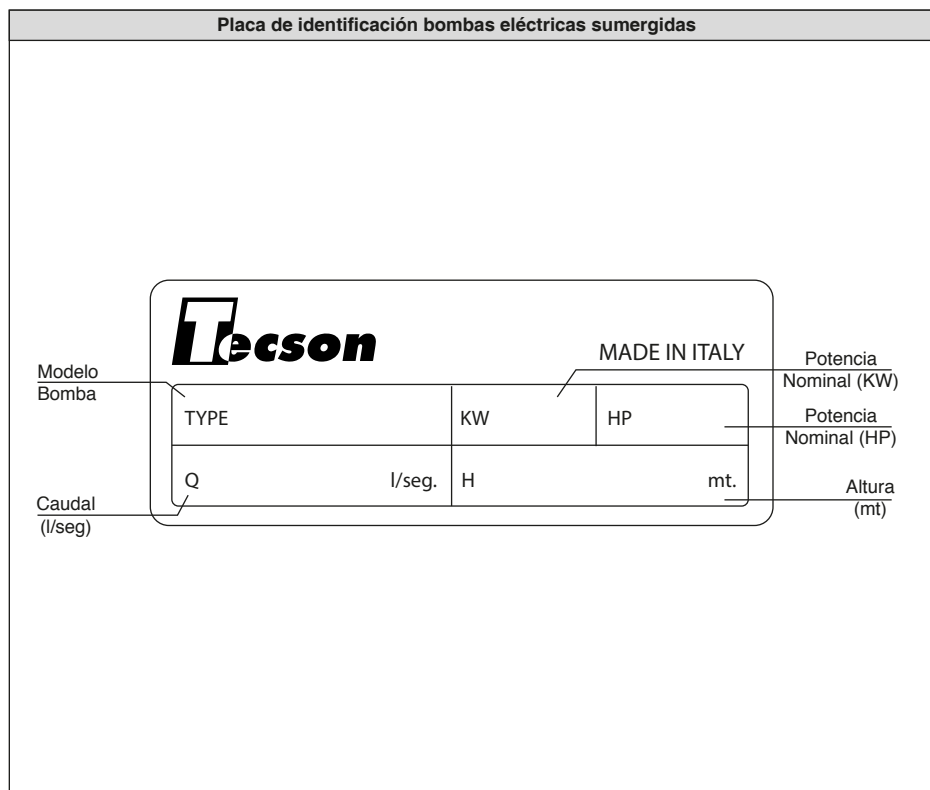 Placa de identificación bombas eléctricas sumergidas
Tecson
MADE IN ITALY
Modelo
Bomba
Potencia
Nominal (KW)
TYPE
KW
HP
Potencia
Nominal (HP)
Q l/seg.
H mt.
Caudal
(l/seg)
Altura
(mt)